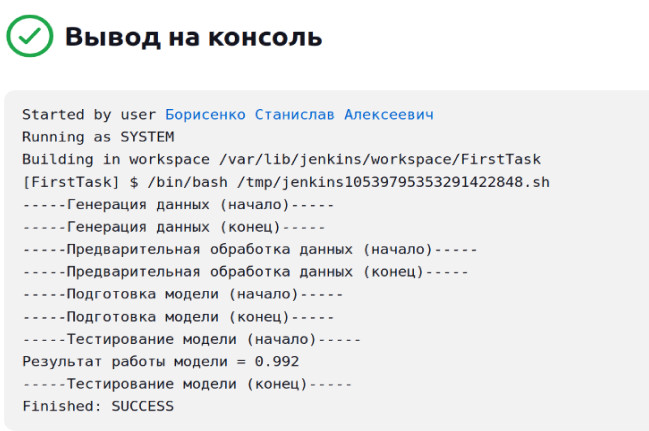 Вывод на консоль
Started by user Борисенко Станислав Алексеевич
Running as SYSTEM
Building in workspace /var/lib/jenkins/workspace/FirstTask
[FirstTask] $ /bin/bash /tmp/jenkins10539795353291422848.sh
-----Генерация данных (начало)-----
-----Генерация данных (конец)-----
-----Предварительная обработка данных (начало)-----
-----Предварительная обработка данных (конец)-----
-----Подготовка модели (начало)-----
-----Подготовка модели (конец)-----
-----Тестирование модели (начало)-----
Результат работы модели = 0.992
-----Тестирование модели (конец)-----
Finished: SUCCESS